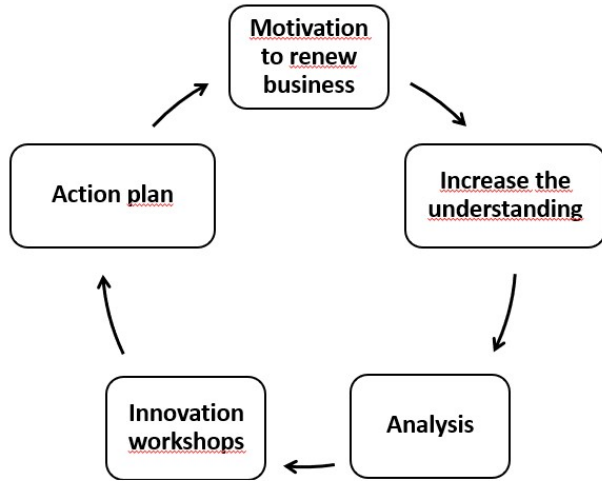 Motivation
to renew
business
Increase the
understanding
Analysis
Innovation
workshops
Action plan